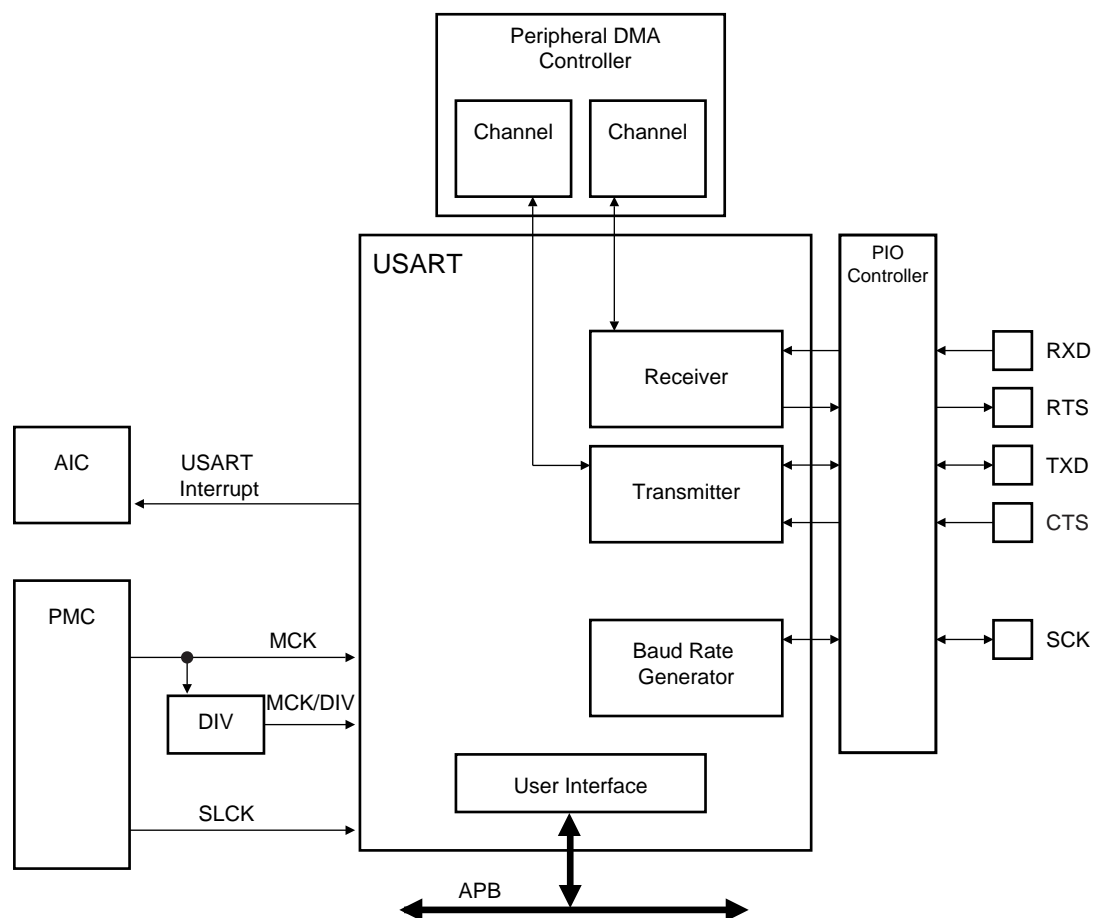 Peripheral DMA
Controller
Channel
Channel
USART
PIO
Controller
Receiver
RXD
RTS
AIC
USART
Interrupt
Transmitter
TXD
CTS
PMC
MCK
Baud Rate
Generator
SCK
DIV
MCK/DIV
User Interface
SLCK
APB